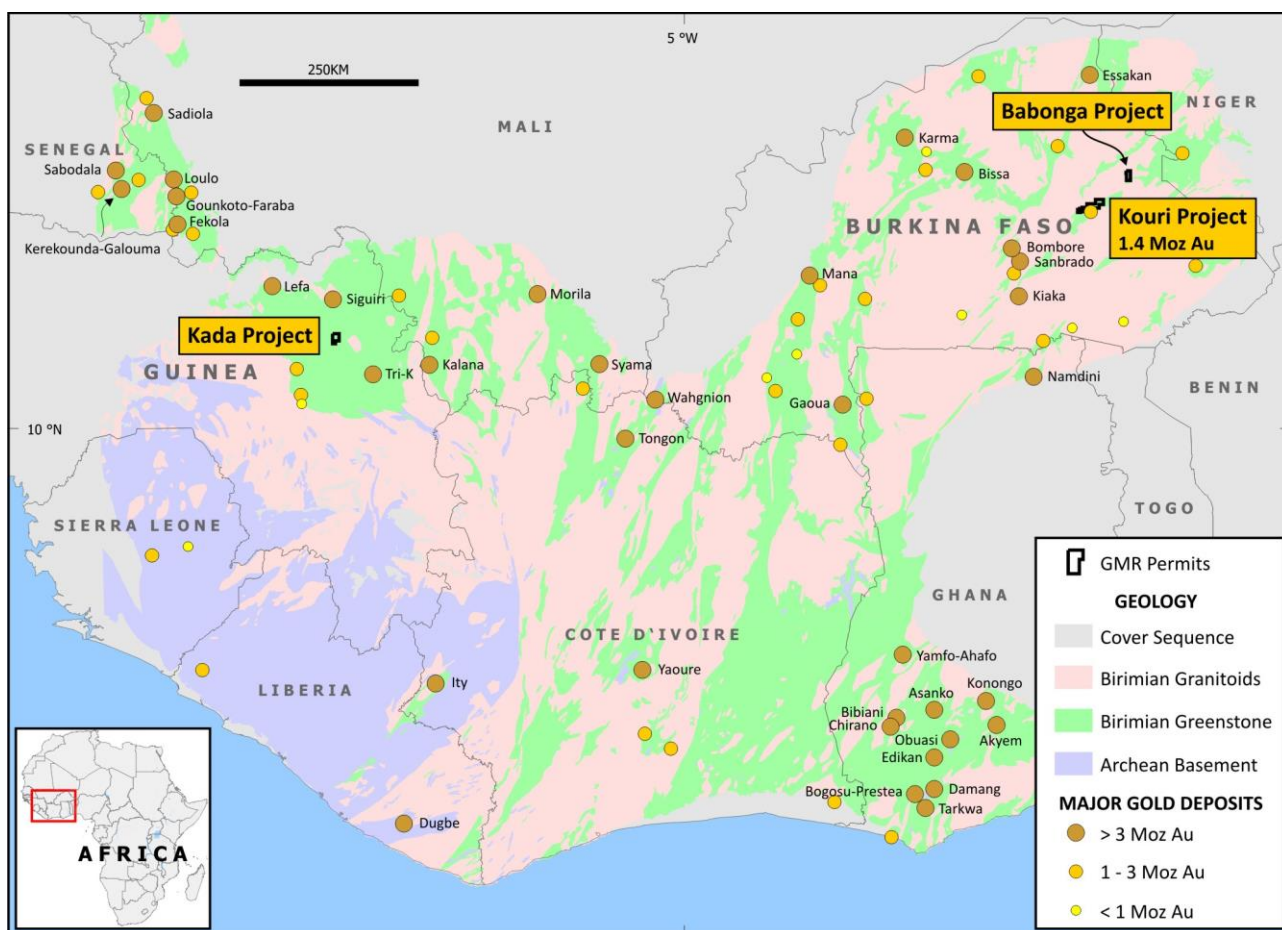 5 ºW
250KM
MALI
NIGER
SENEGAL
Sadiola
Sabodala
Loulo
Gounkoto-Faraba
Fekola
Kerekounda-Galouma
Essakan
Babonga Project
Karma
Bissa
BURKINA FASO
Kouri Project
1.4 Moz Au
Bombore
Sanbrado
Kiaka
Mana
Lefa
Siguiri
Morila
Kada Project
GUINEA
Tri-K
Kalana
Syama
Wahgnion
Gaoua
Namdini
BENIN
10 ºN
Tongon
TOGO
SIERRA LEONE
GHANA
COTE D`IVOIRE
LIBERIA
Ity
Yaoure
Yamfo-Ahafo
Konongo
Asanko
Bibiani
Chirano
Obuasi
Akyem
Edikan
Damang
Bogosu-Prestea
Tarkwa
Dugbe
AFRICA
GMR Permits
GEOLOGY
Cover Sequence
Birimian Granitoids
Birimian Greenstone
Archean Basement
MAJOR GOLD DEPOSITS
> 3 Moz Au
1 - 3 Moz Au
< 1 Moz Au